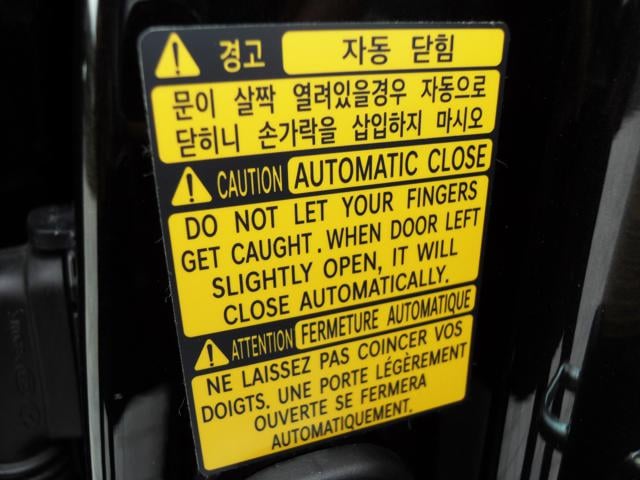 경고 자동 닫힘
문이 살짝 열려있을경우 자동으로
닫히니 손가락을 삽입하지 마시오
CAUTION AUTOMATIC CLOSE
DO NOT LET YOUR FINGERS
GET CAUGHT. WHEN DOOR LEFT
SLIGHTLY OPEN, IT WILL
CLOSE AUTOMATICALLY.
ATTENTION FERMETURE AUTOMATIQUE
NE LAISSEZ PAS COINCER VOS
DOIGTS. UNE PORTE LÉGÈREMENT
OUVERTE SE FERMERA
AUTOMATIQUEMENT.